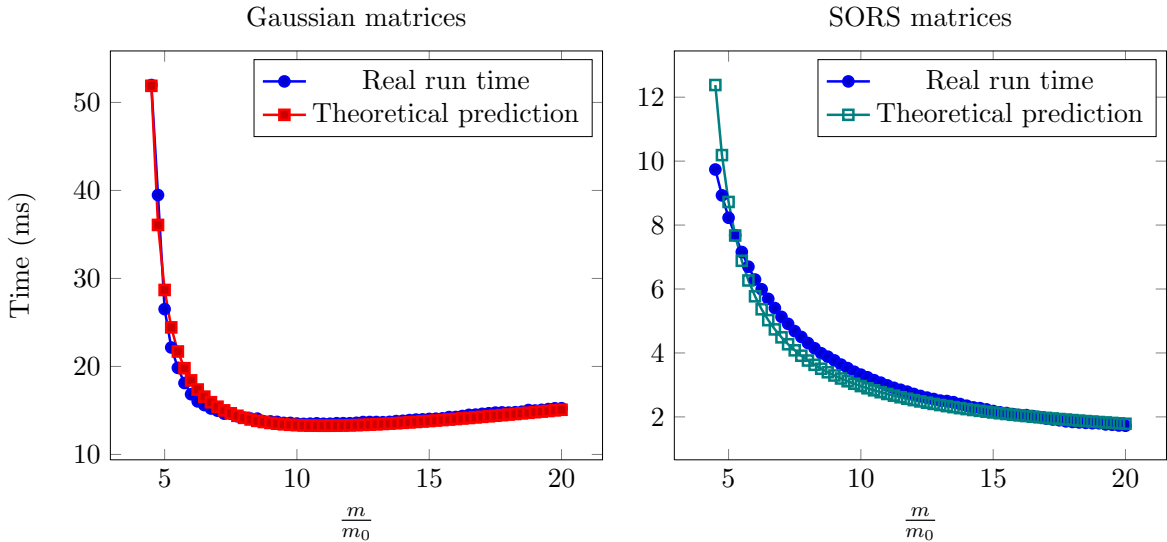 Gaussian matrices
Real run time
Theoretical prediction
50
40
30
20
10
5
10
15
20
Time (ms)
m/m₀
SORS matrices
Real run time
Theoretical prediction
12
10
8
6
4
2
5
10
15
20
m/m₀